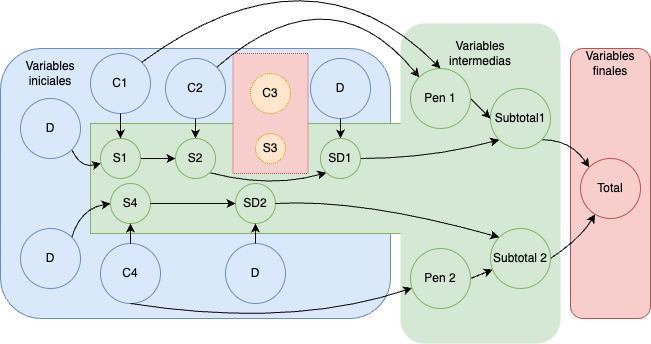 Variables
iniciales
Variables
intermedias
Variables
finales
C1
C2
C3
D
D
Pen 1
Subtotal1
S1
S2
S3
SD1
Total
S4
SD2
D
C4
D
Pen 2
Subtotal 2